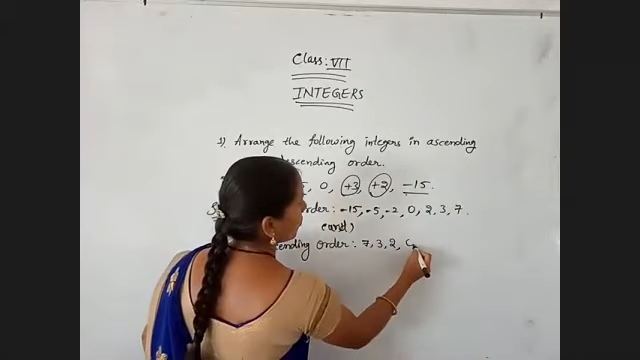 Class: VII
INTEGERS
1) Arrange the following integers in ascending
descending order.
, 0, +3, +2, -15.
order: -15, -5, -2, 0, 2, 3, 7.
(and)
cending order: 7, 3, 2,